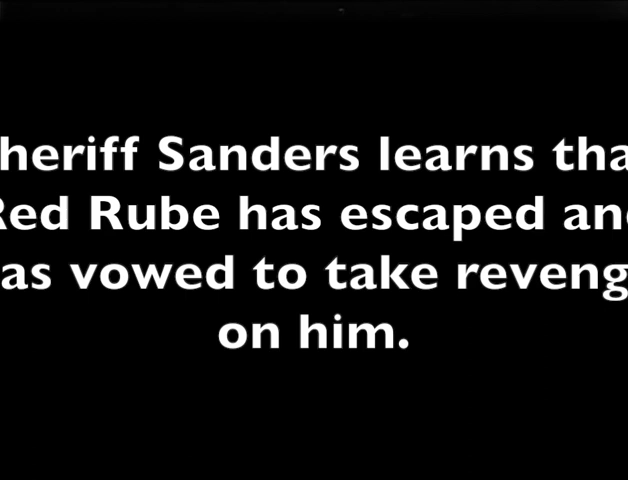 heriff Sanders learns tha
Red Rube has escaped an
as vowed to take reveng
on him.